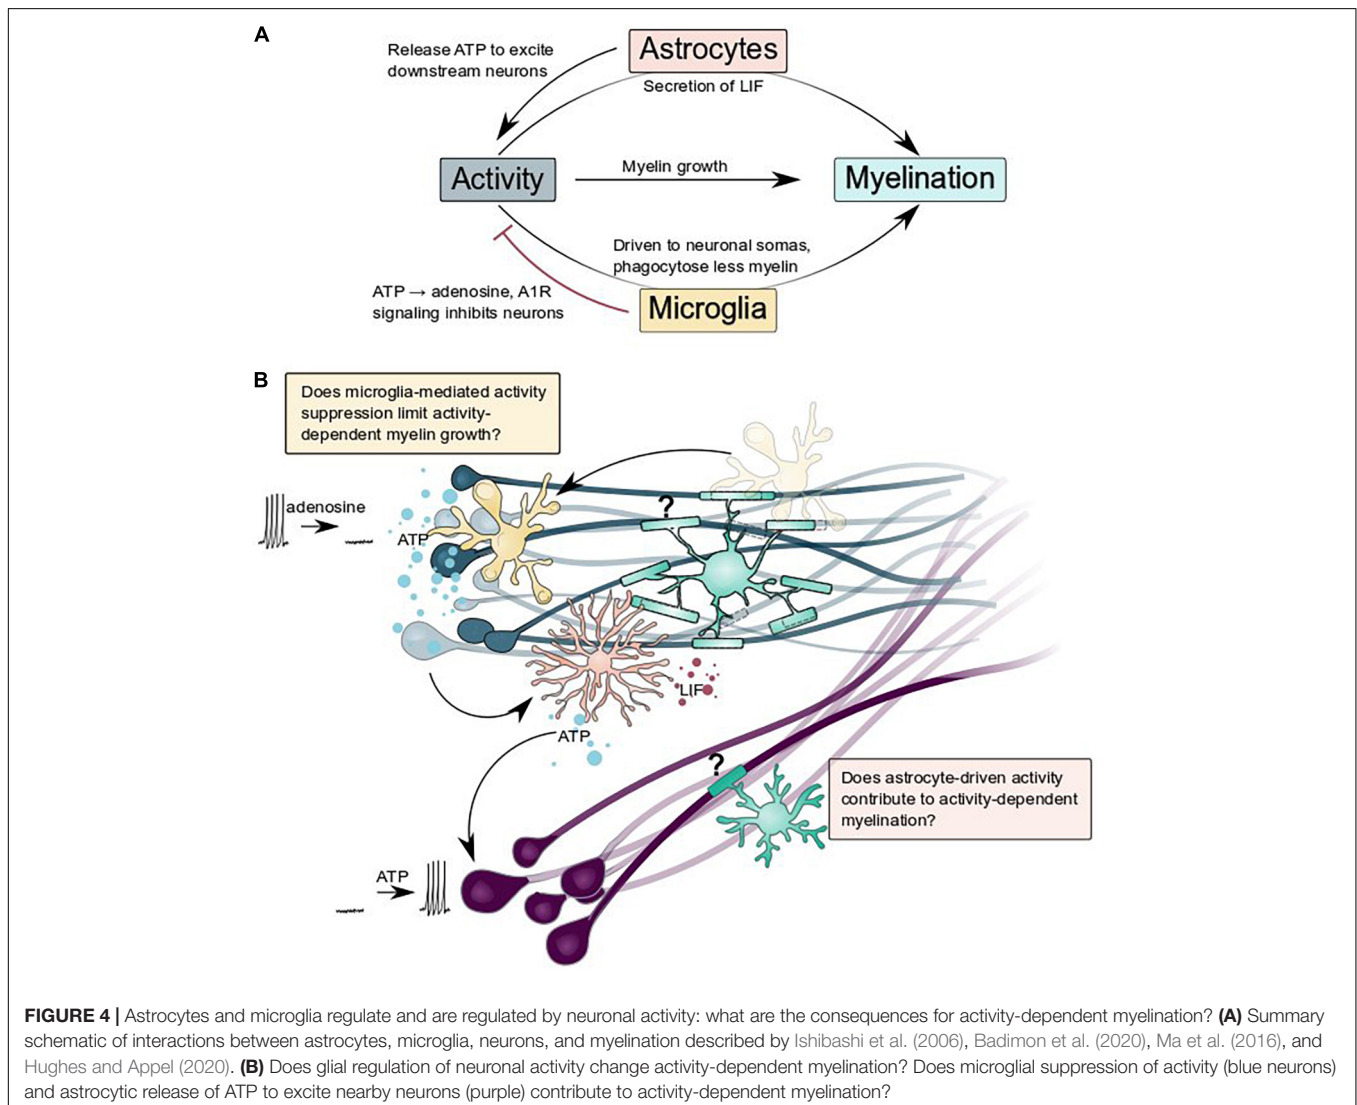 A
Astrocytes
Release ATP to excite
downstream neurons
Secretion of LIF
Activity
Myelin growth
Myelination
Driven to neuronal somas,
phagocytose less myelin
ATP → adenosine, A1R
signaling inhibits neurons
Microglia
B
Does microglia-mediated activity
suppression limit activity-
dependent myelin growth?
adenosine
ATP
?
LIF
ATP
?
Does astrocyte-driven activity
contribute to activity-dependent
myelination?
ATP
FIGURE 4 | Astrocytes and microglia regulate and are regulated by neuronal activity: what are the consequences for activity-dependent myelination? (A) Summary
schematic of interactions between astrocytes, microglia, neurons, and myelination described by Ishibashi et al. (2006), Badimon et al. (2020), Ma et al. (2016), and
Hughes and Appel (2020). (B) Does glial regulation of neuronal activity change activity-dependent myelination? Does microglial suppression of activity (blue neurons)
and astrocytic release of ATP to excite nearby neurons (purple) contribute to activity-dependent myelination?